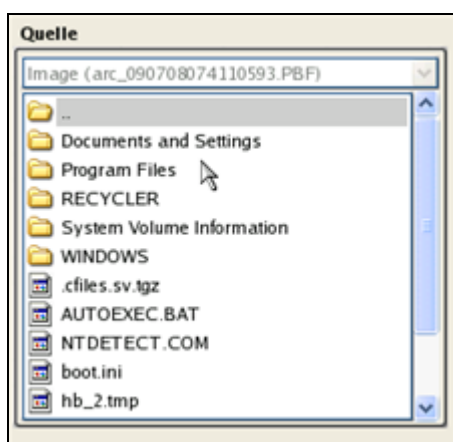 Quelle
Image (arc_090708074110593.PBF)
..
Documents and Settings
Program Files
RECYCLER
System Volume Information
WINDOWS
.cfiles.sv.tgz
AUTOEXEC.BAT
NTDETECT.COM
boot.ini
hb_2.tmp